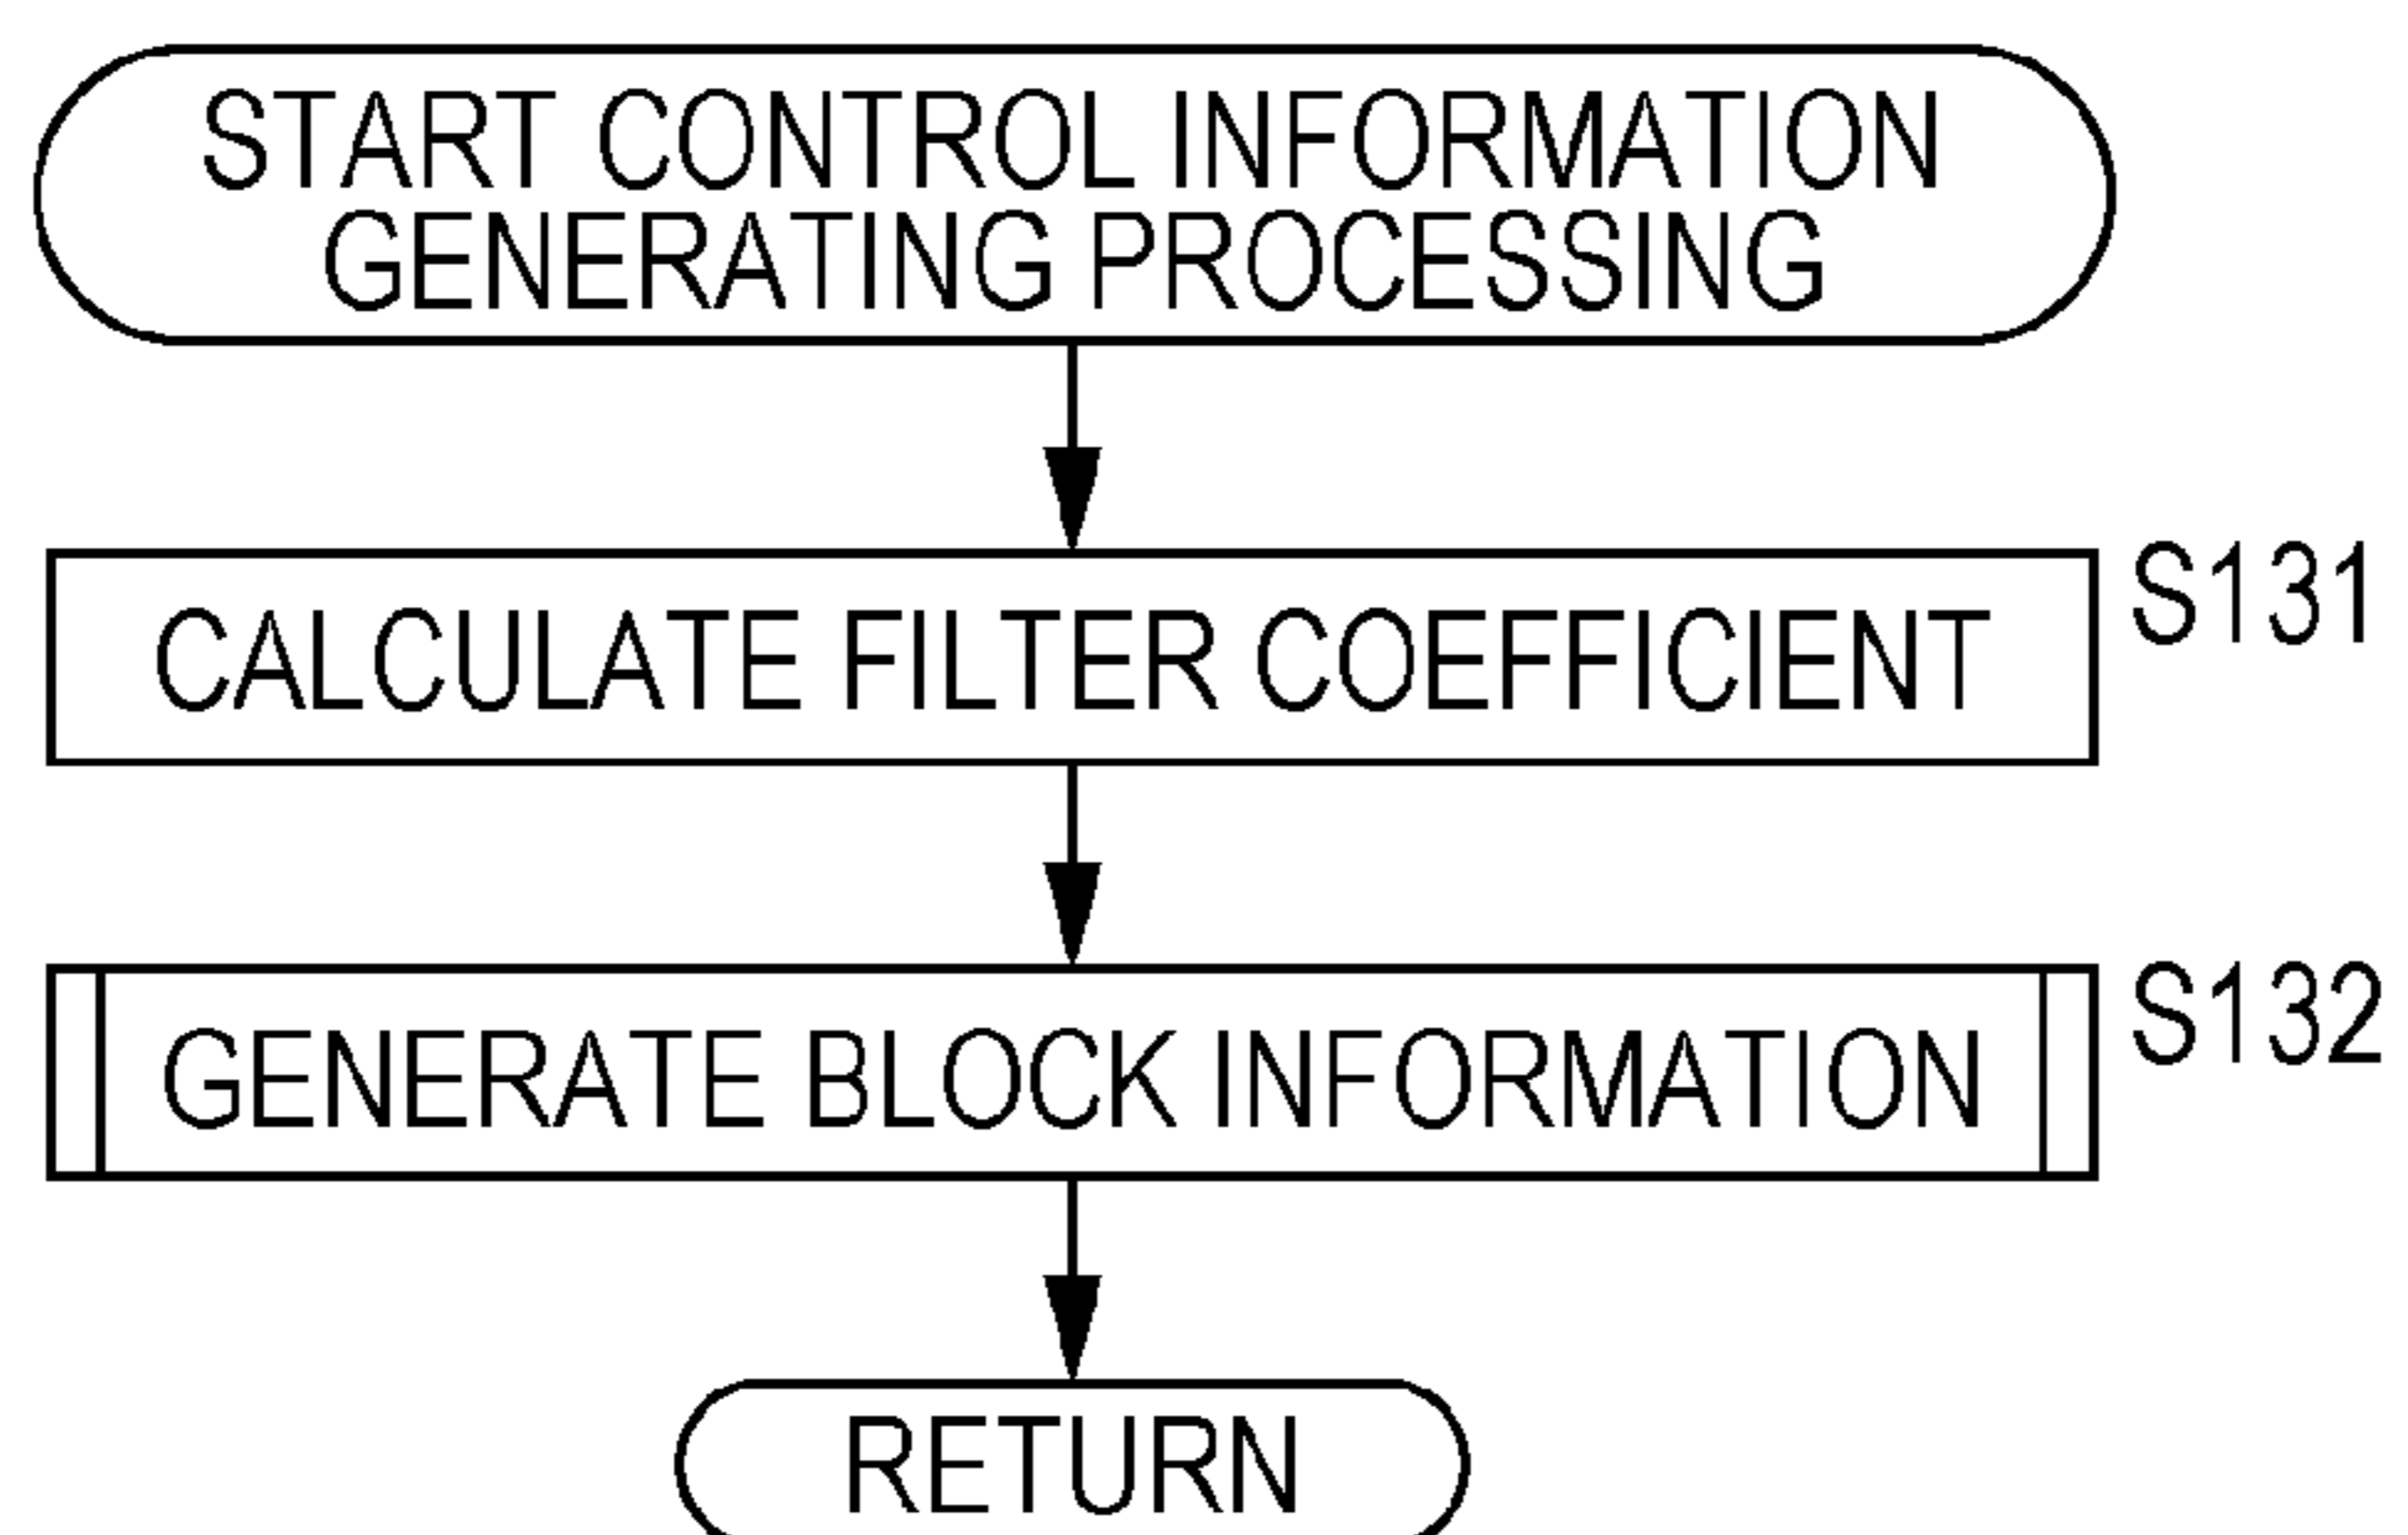 START CONTROL INFORMATION
GENERATING PROCESSING
CALCULATE FILTER COEFFICIENT
S131
GENERATE BLOCK INFORMATION
S132
RETURN